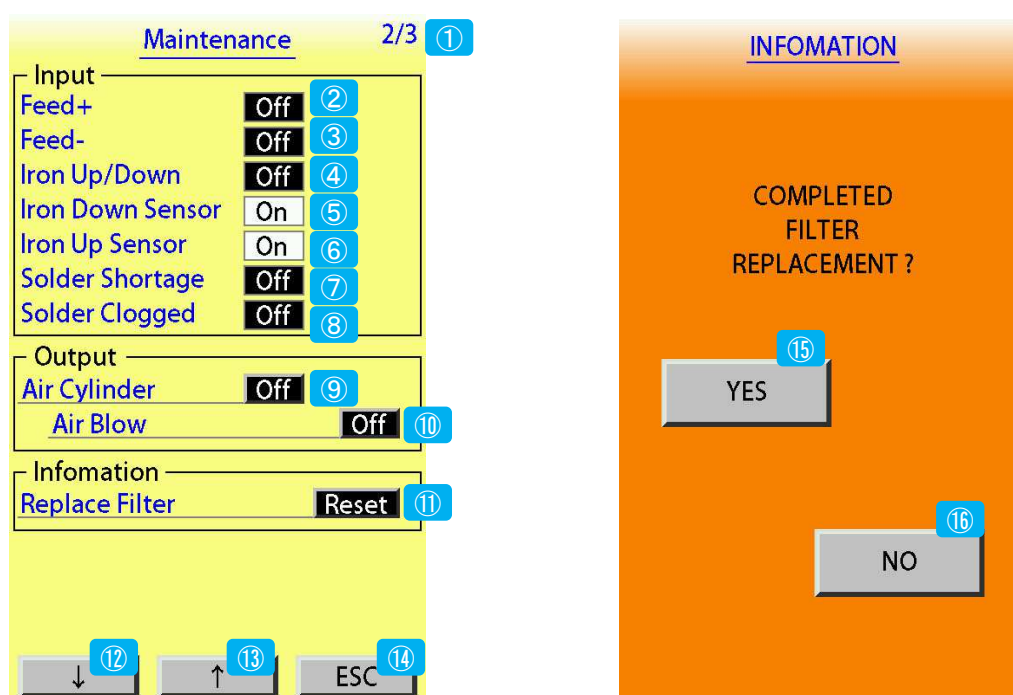 Maintenance 2/3 ①
Input
Feed+ Off ②
Feed- Off ③
Iron Up/Down Off ④
Iron Down Sensor On ⑤
Iron Up Sensor On ⑥
Solder Shortage Off ⑦
Solder Clogged Off ⑧
Output
Air Cylinder Off ⑨
Air Blow Off ⑩
Infomation
Replace Filter Reset ⑪
↓ ⑫ ↑ ⑬ ESC ⑭
INFOMATION
COMPLETED
FILTER
REPLACEMENT ?
⑮
YES
⑯
NO